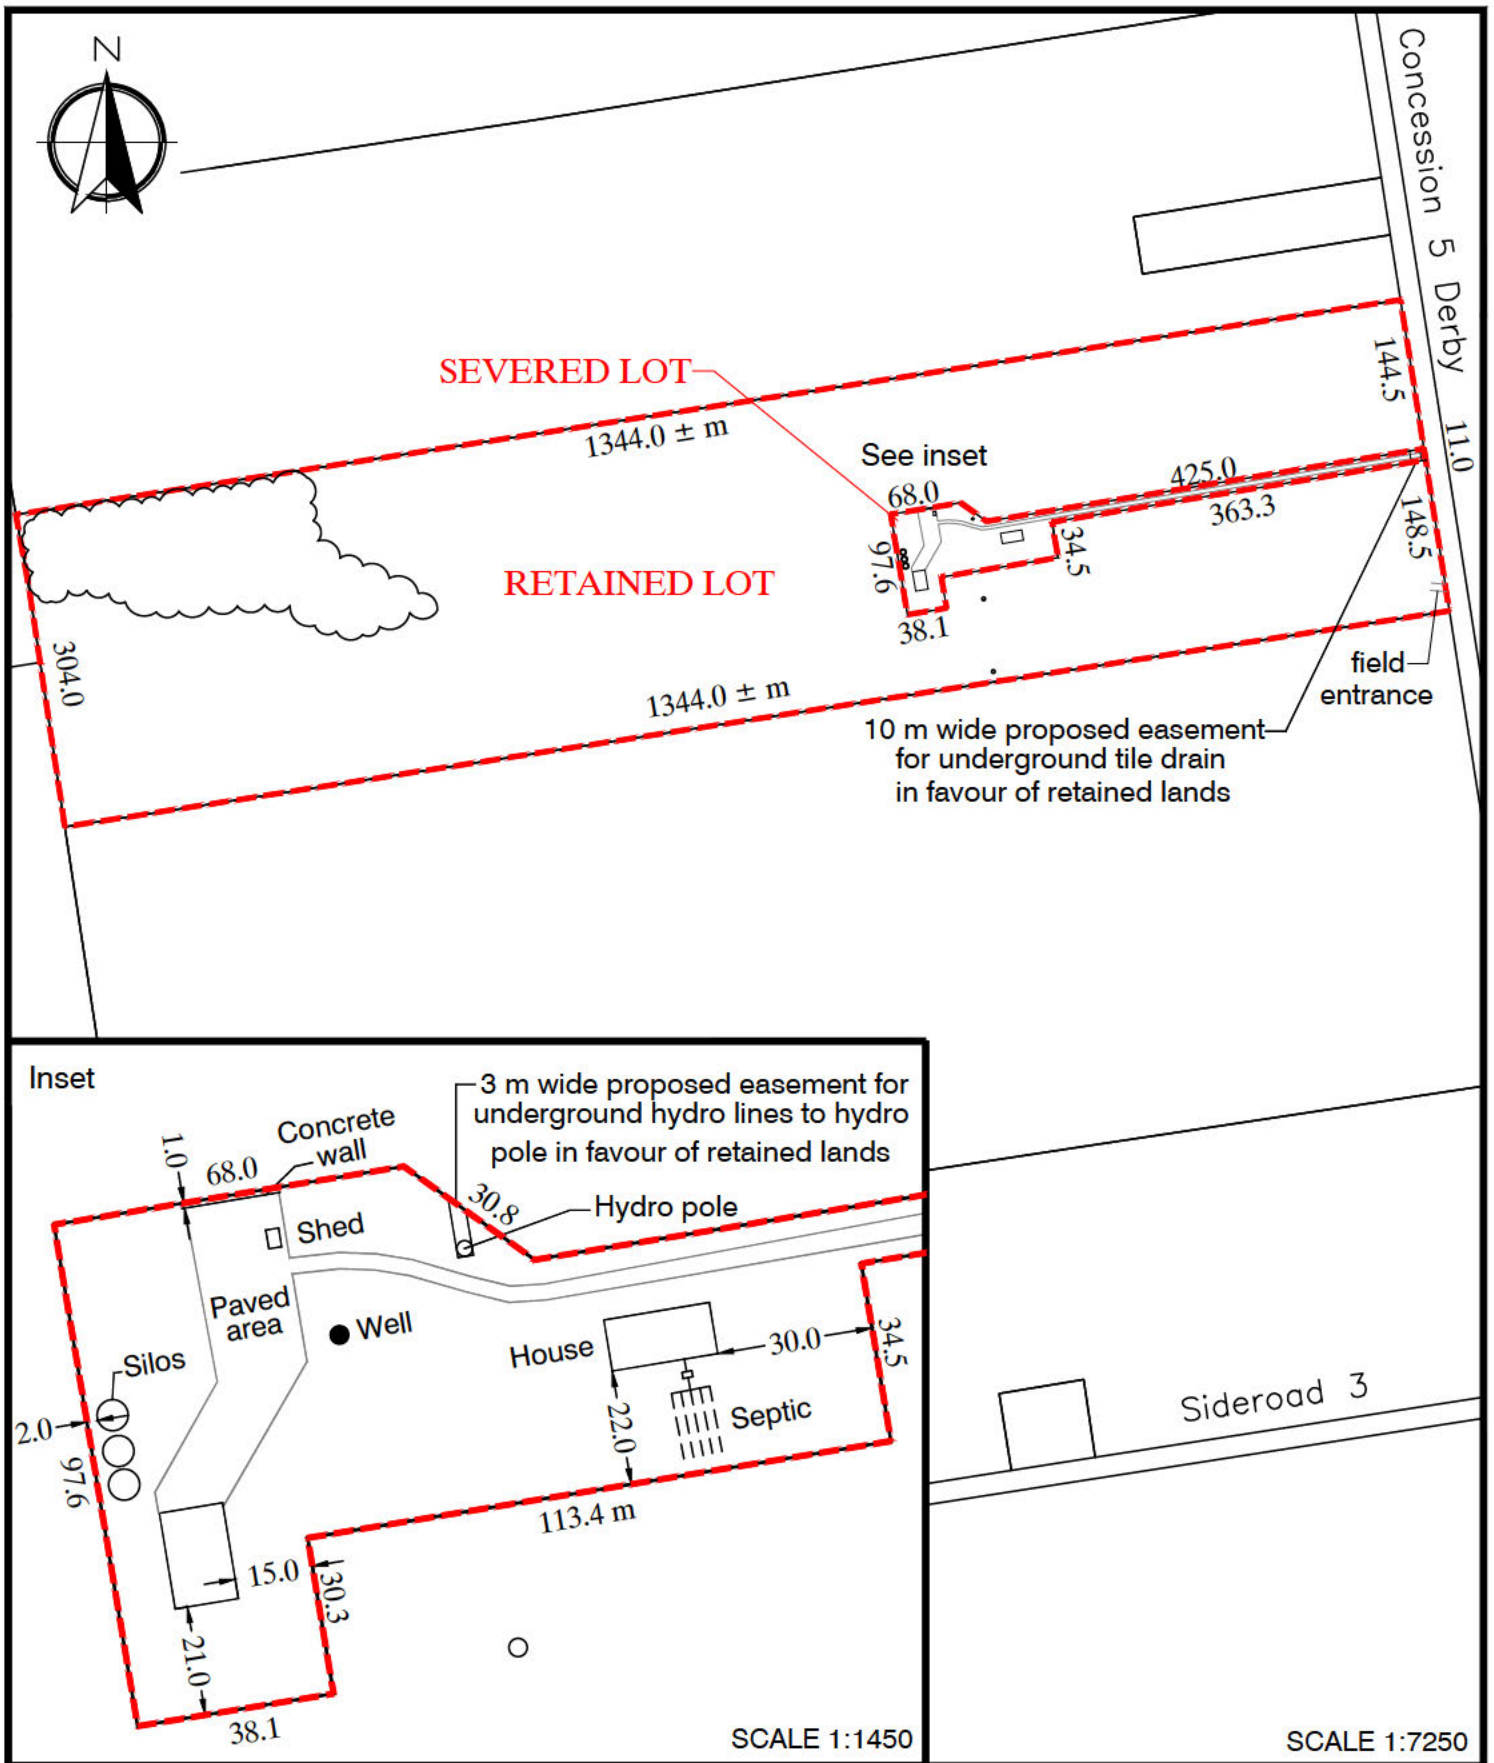 N
Concession 5 Derby
SEVERED LOT
1344.0 ± m
144.5
See inset
11.0
68.0
425.0
363.3
148.5
97.6
34.5
RETAINED LOT
38.1
304.0
1344.0 ± m
field
entrance
10 m wide proposed easement
for underground tile drain
in favour of retained lands
Inset
3 m wide proposed easement for
underground hydro lines to hydro
pole in favour of retained lands
Concrete
wall
1.0
68.0
30.8
Hydro pole
Shed
Paved
area
Well
House
30.0
34.5
Silos
2.0
22.0
Septic
97.6
113.4 m
15.0
30.3
21.0
38.1
SCALE 1:1450
Sideroad 3
SCALE 1:7250